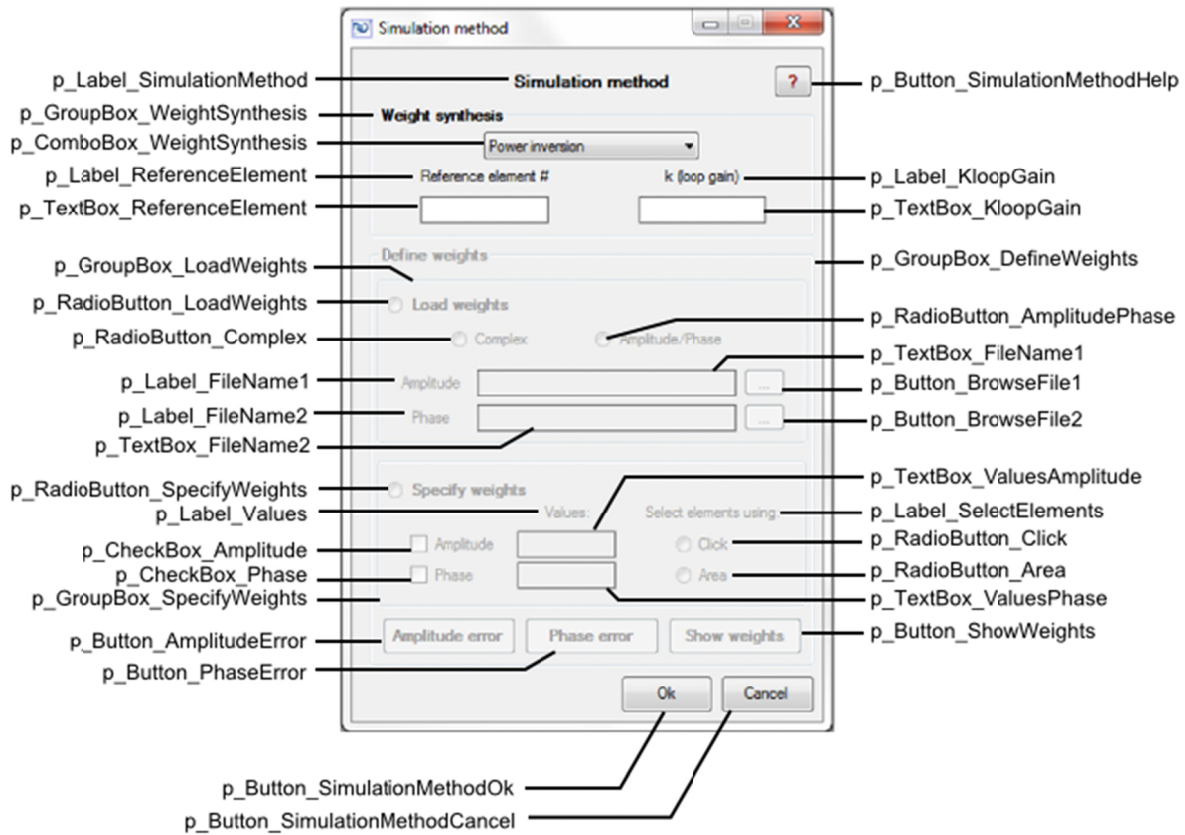 Simulation method
p_Label_SimulationMethod
Simulation method
?
p_Button_SimulationMethodHelp
p_GroupBox_WeightSynthesis
Weight synthesis
p_ComboBox_WeightSynthesis
Power inversion
p_Label_ReferenceElement
Reference element #
k (loop gain)
p_Label_KloopGain
p_TextBox_ReferenceElement
p_TextBox_KloopGain
Define weights
p_GroupBox_DefineWeights
p_GroupBox_LoadWeights
p_RadioButton_LoadWeights
Load weights
p_RadioButton_AmplitudePhase
p_RadioButton_Complex
Complex
Amplitude/Phase
p_TextBox_FileName1
p_Label_FileName1
Amplitude
...
p_Button_BrowseFile1
p_Label_FileName2
Phase
...
p_Button_BrowseFile2
p_TextBox_FileName2
p_TextBox_ValuesAmplitude
p_RadioButton_SpecifyWeights
Specify weights
p_Label_Values
Values:
Select elements using:
p_Label_SelectElements
p_CheckBox_Amplitude
Amplitude
Click
p_RadioButton_Click
p_CheckBox_Phase
Phase
Area
p_RadioButton_Area
p_GroupBox_SpecifyWeights
p_TextBox_ValuesPhase
p_Button_AmplitudeError
Amplitude error
Phase error
Show weights
p_Button_ShowWeights
p_Button_PhaseError
Ok
Cancel
p_Button_SimulationMethodOk
p_Button_SimulationMethodCancel